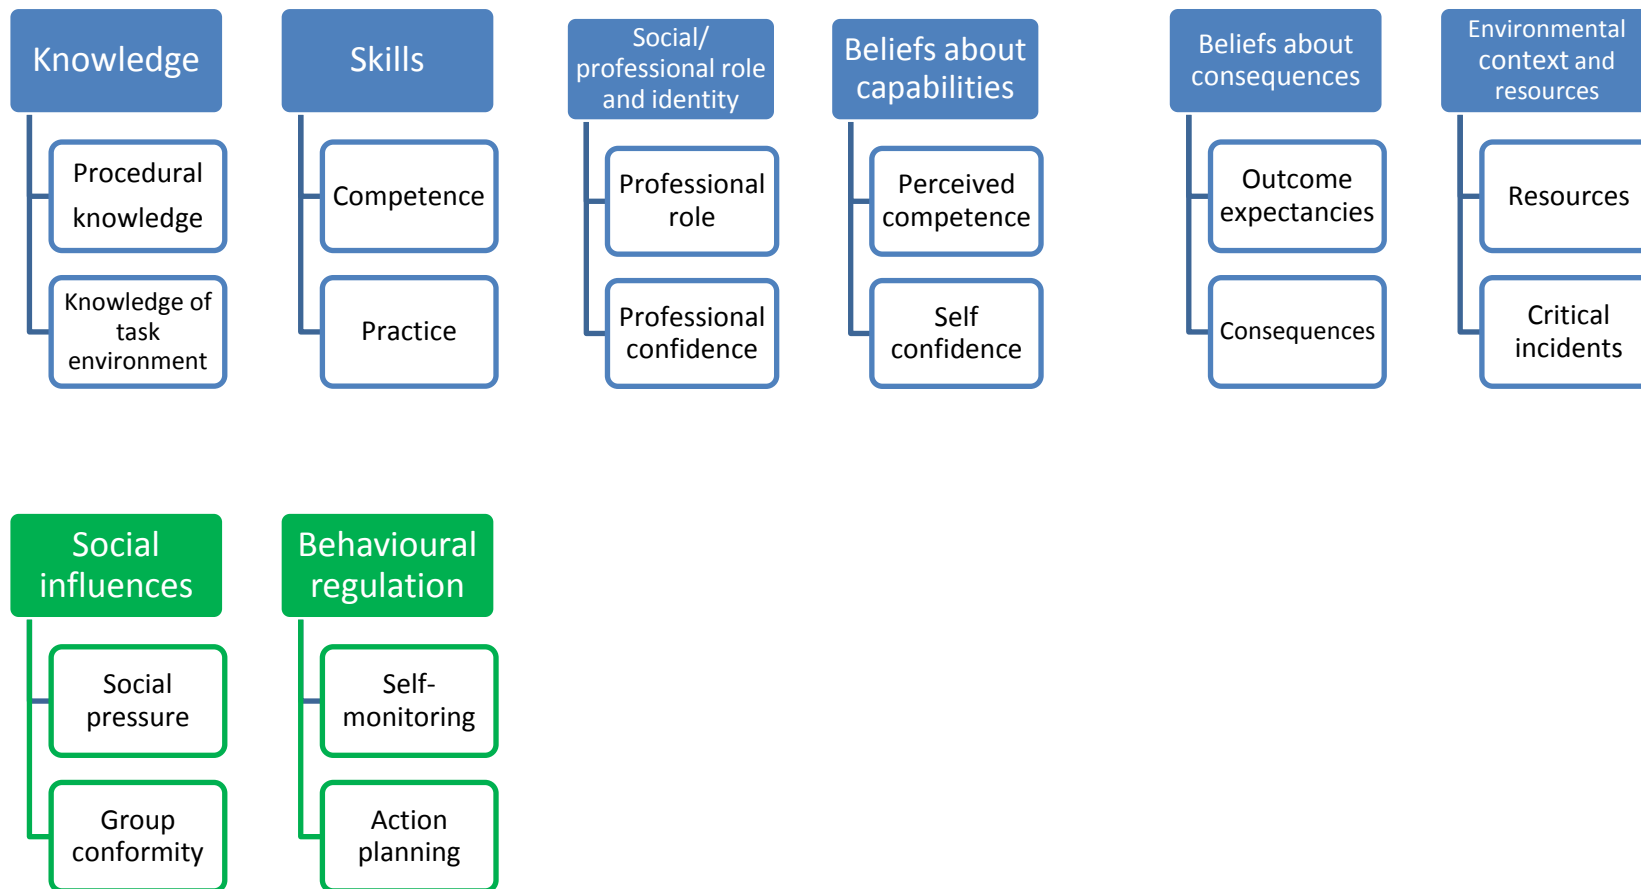 Knowledge
Procedural
knowledge
Knowledge of
task
environment
Skills
Competence
Practice
Social/
professional role
and identity
Professional
role
Professional
confidence
Beliefs about
capabilities
Perceived
competence
Self
confidence
Beliefs about
consequences
Outcome
expectancies
Consequences
Environmental
context and
resources
Resources
Critical
incidents
Social
influences
Social
pressure
Group
conformity
Behavioural
regulation
Self-
monitoring
Action
planning